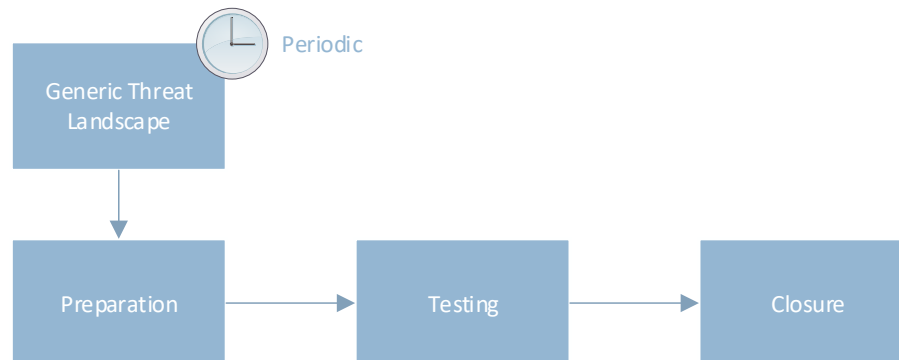 Periodic
Generic Threat
Landscape
Preparation
Testing
Closure